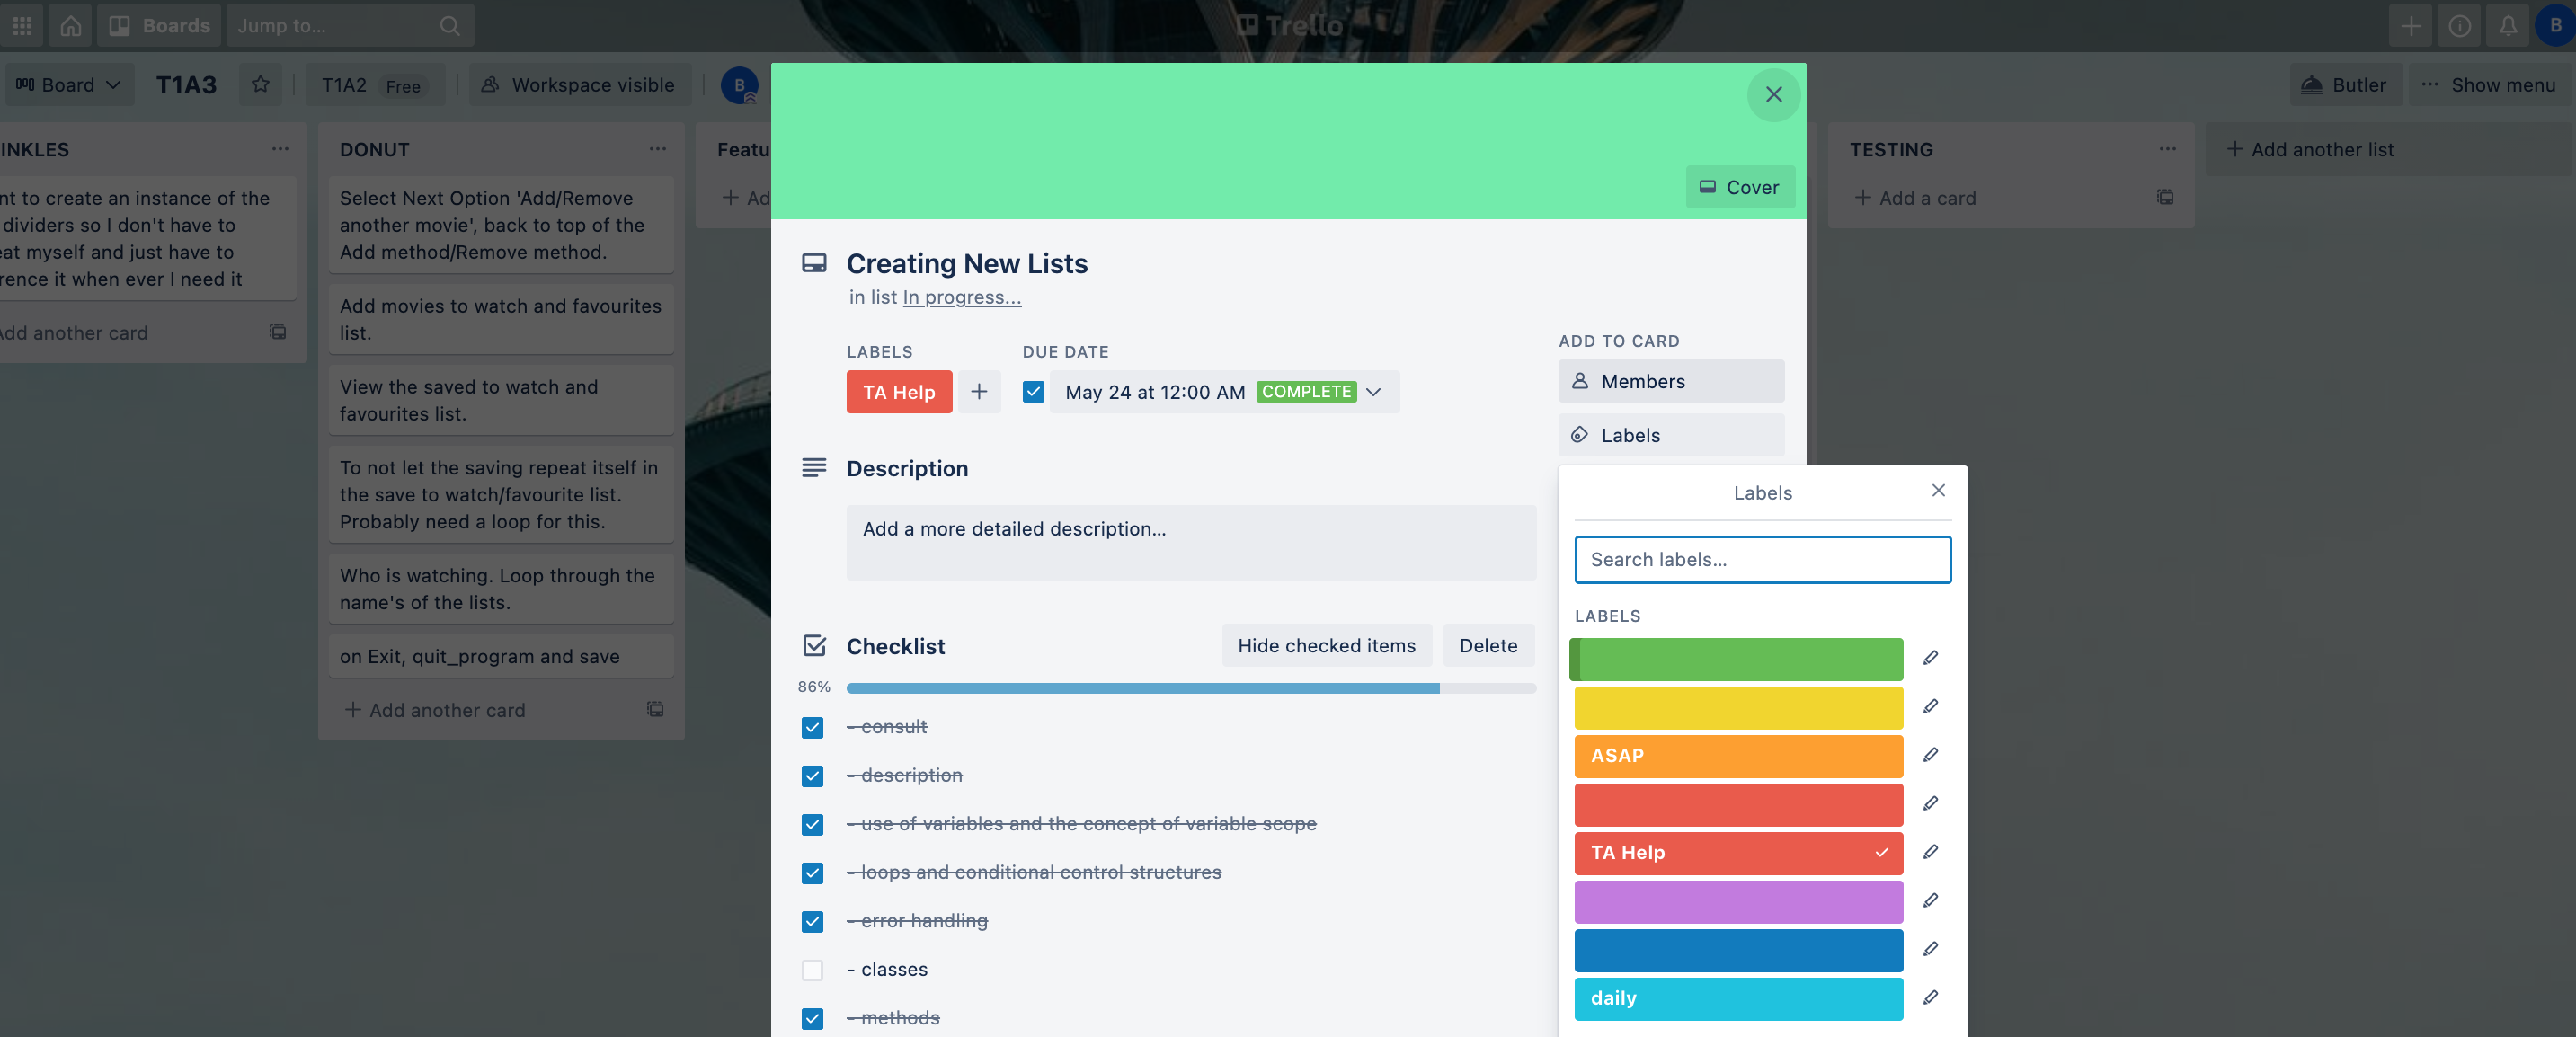 Boards
Jump to...
Trello
B
Board
T1A3
T1A2 Free
Workspace visible
B
Butler
... Show menu
INKLES
nt to create an instance of the
dividers so I don't have to
eat myself and just have to
rence it when ever I need it
Add another card
DONUT
Select Next Option 'Add/Remove
another movie', back to top of the
Add method/Remove method.
Add movies to watch and favourites
list.
View the saved to watch and
favourites list.
To not let the saving repeat itself in
the save to watch/favourite list.
Probably need a loop for this.
Who is watching. Loop through the
name's of the lists.
on Exit, quit_program and save
+ Add another card
Featu
+ Ad
TESTING
+ Add a card
+ Add another list
Cover
Creating New Lists
in list In progress...
LABELS
TA Help
+
DUE DATE
May 24 at 12:00 AM COMPLETE
Description
Add a more detailed description...
Checklist
Hide checked items
Delete
86%
- consult
- description
- use of variables and the concept of variable scope
- loops and conditional control structures
- error handling
- classes
- methods
ADD TO CARD
Members
Labels
Labels
Search labels...
LABELS
ASAP
TA Help
daily